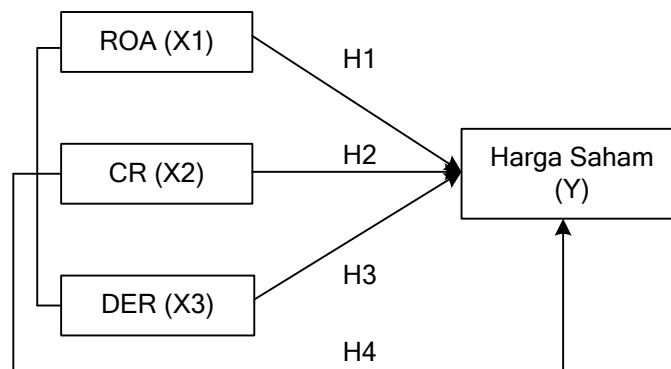 ROA (X1)
H1
CR (X2)
H2
Harga Saham
(Y)
DER (X3)
H3
H4